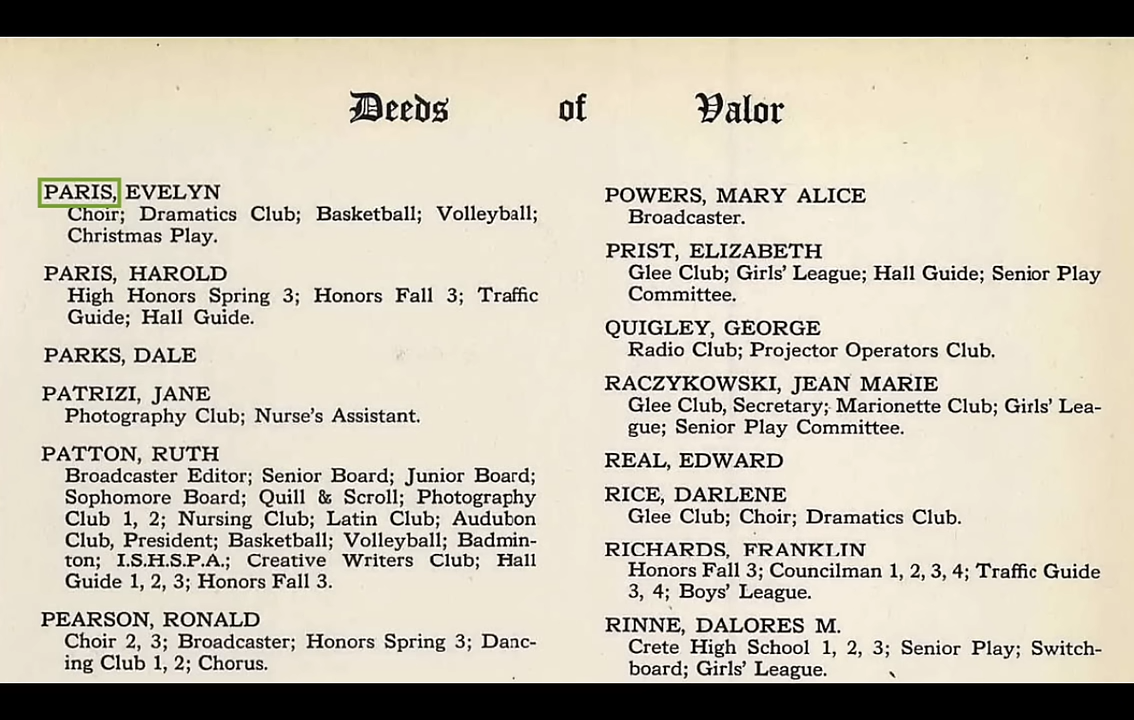 Deeds of Valor
PARIS, EVELYN
Choir; Dramatics Club; Basketball; Volleyball;
Christmas Play.
PARIS, HAROLD
High Honors Spring 3; Honors Fall 3; Traffic
Guide; Hall Guide.
PARKS, DALE
PATRIZI, JANE
Photography Club; Nurse's Assistant.
PATTON, RUTH
Broadcaster Editor; Senior Board; Junior Board;
Sophomore Board; Quill & Scroll; Photography
Club 1, 2; Nursing Club; Latin Club; Audubon
Club, President; Basketball; Volleyball; Badmin-
ton; I.S.H.S.P.A.; Creative Writers Club; Hall
Guide 1, 2, 3; Honors Fall 3.
PEARSON, RONALD
Choir 2, 3; Broadcaster; Honors Spring 3; Danc-
ing Club 1, 2; Chorus.
POWERS, MARY ALICE
Broadcaster.
PRIST, ELIZABETH
Glee Club; Girls' League; Hall Guide; Senior Play
Committee.
QUIGLEY, GEORGE
Radio Club; Projector Operators Club.
RACZYKOWSKI, JEAN MARIE
Glee Club, Secretary; Marionette Club; Girls' Lea-
gue; Senior Play Committee.
REAL, EDWARD
RICE, DARLENE
Glee Club; Choir; Dramatics Club.
RICHARDS, FRANKLIN
Honors Fall 3; Councilman 1, 2, 3, 4; Traffic Guide
3, 4; Boys' League.
RINNE, DALORES M.
Crete High School 1, 2, 3; Senior Play; Switch-
board; Girls' League.